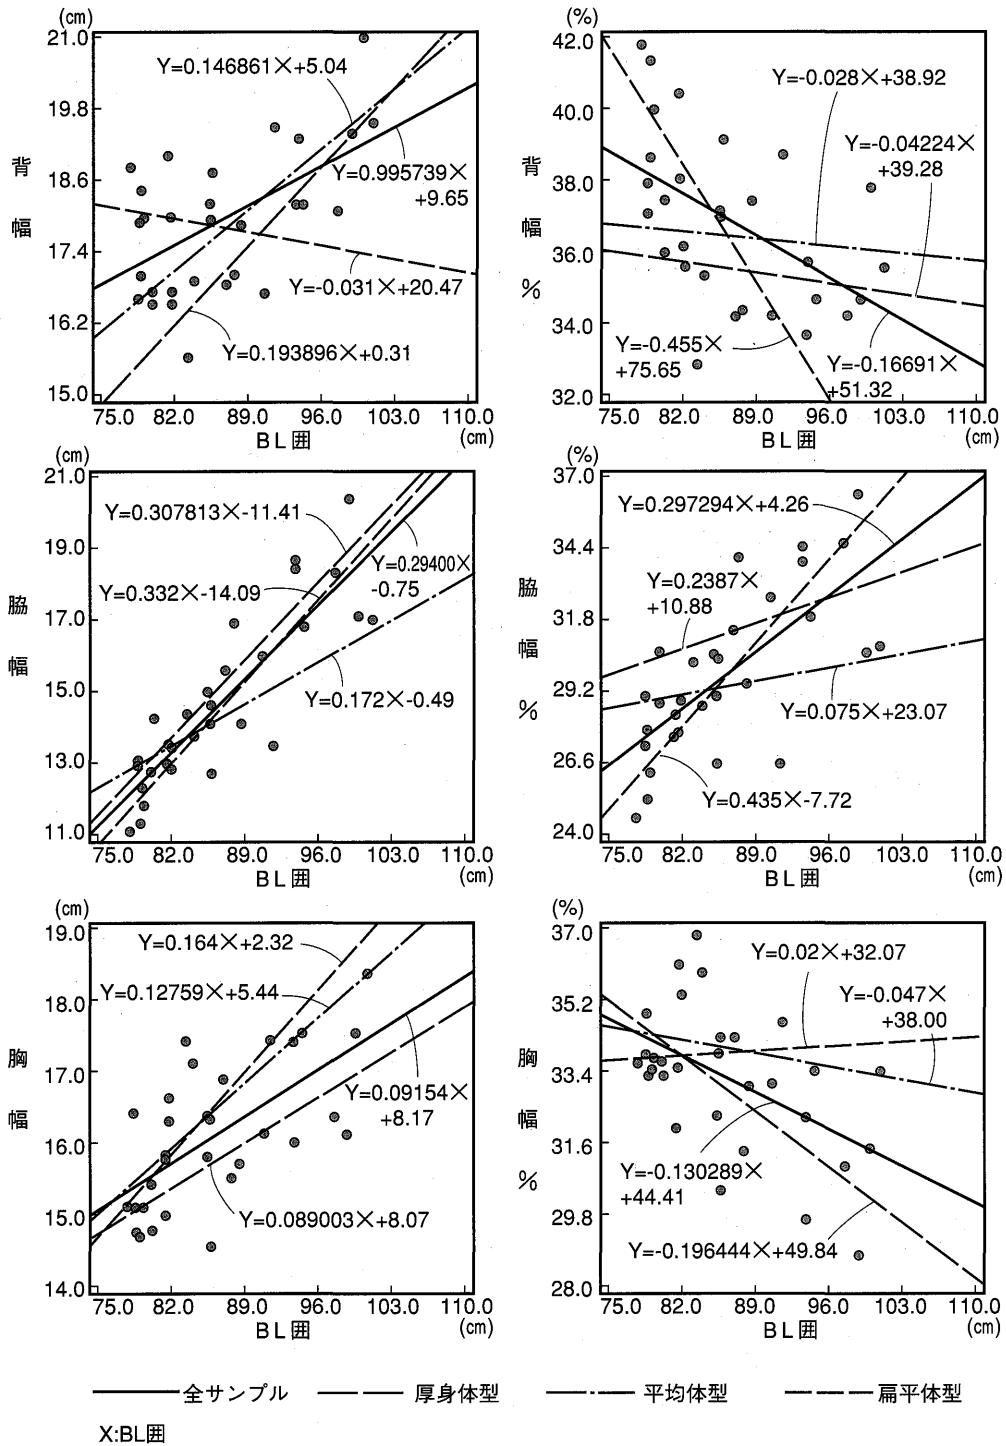 (cm)
21.0
19.8
18.6
17.4
16.2
15.0
背
幅
Y=0.146861×+5.04
Y=0.995739×
+9.65
Y=-0.031×+20.47
Y=0.193896×+0.31
75.0 82.0 89.0 96.0 103.0 110.0
BL囲 (cm)
(%)
42.0
40.0
38.0
36.0
34.0
32.0
背
幅
%
Y=-0.028×+38.92
Y=-0.04224×
+39.28
Y=-0.455×
+75.65
Y=-0.16691×
+51.32
75.0 82.0 89.0 96.0 103.0 110.0
BL囲 (cm)
(cm)
21.0
19.0
17.0
15.0
13.0
11.0
脇
幅
Y=0.307813×-11.41
Y=0.29400×
-0.75
Y=0.332×-14.09
Y=0.172×-0.49
75.0 82.0 89.0 96.0 103.0 110.0
BL囲 (cm)
(%)
37.0
34.4
31.8
29.2
26.6
24.0
脇
幅
%
Y=0.297294×+4.26
Y=0.2387×
+10.88
Y=0.075×+23.07
Y=0.435×-7.72
75.0 82.0 89.0 96.0 103.0 110.0
BL囲 (cm)
(cm)
19.0
18.0
17.0
16.0
15.0
14.0
胸
幅
Y=0.164×+2.32
Y=0.12759×+5.44
Y=0.09154×
+8.17
Y=0.089003×+8.07
75.0 82.0 89.0 96.0 103.0 110.0
BL囲 (cm)
(%)
37.0
35.2
33.4
31.6
29.8
28.0
胸
幅
%
Y=0.02×+32.07
Y=-0.047×
+38.00
Y=-0.130289×
+44.41
Y=-0.196444×+49.84
75.0 82.0 89.0 96.0 103.0 110.0
BL囲 (cm)
全サンプル 厚身体型 平均体型 扁平体型
X:BL囲